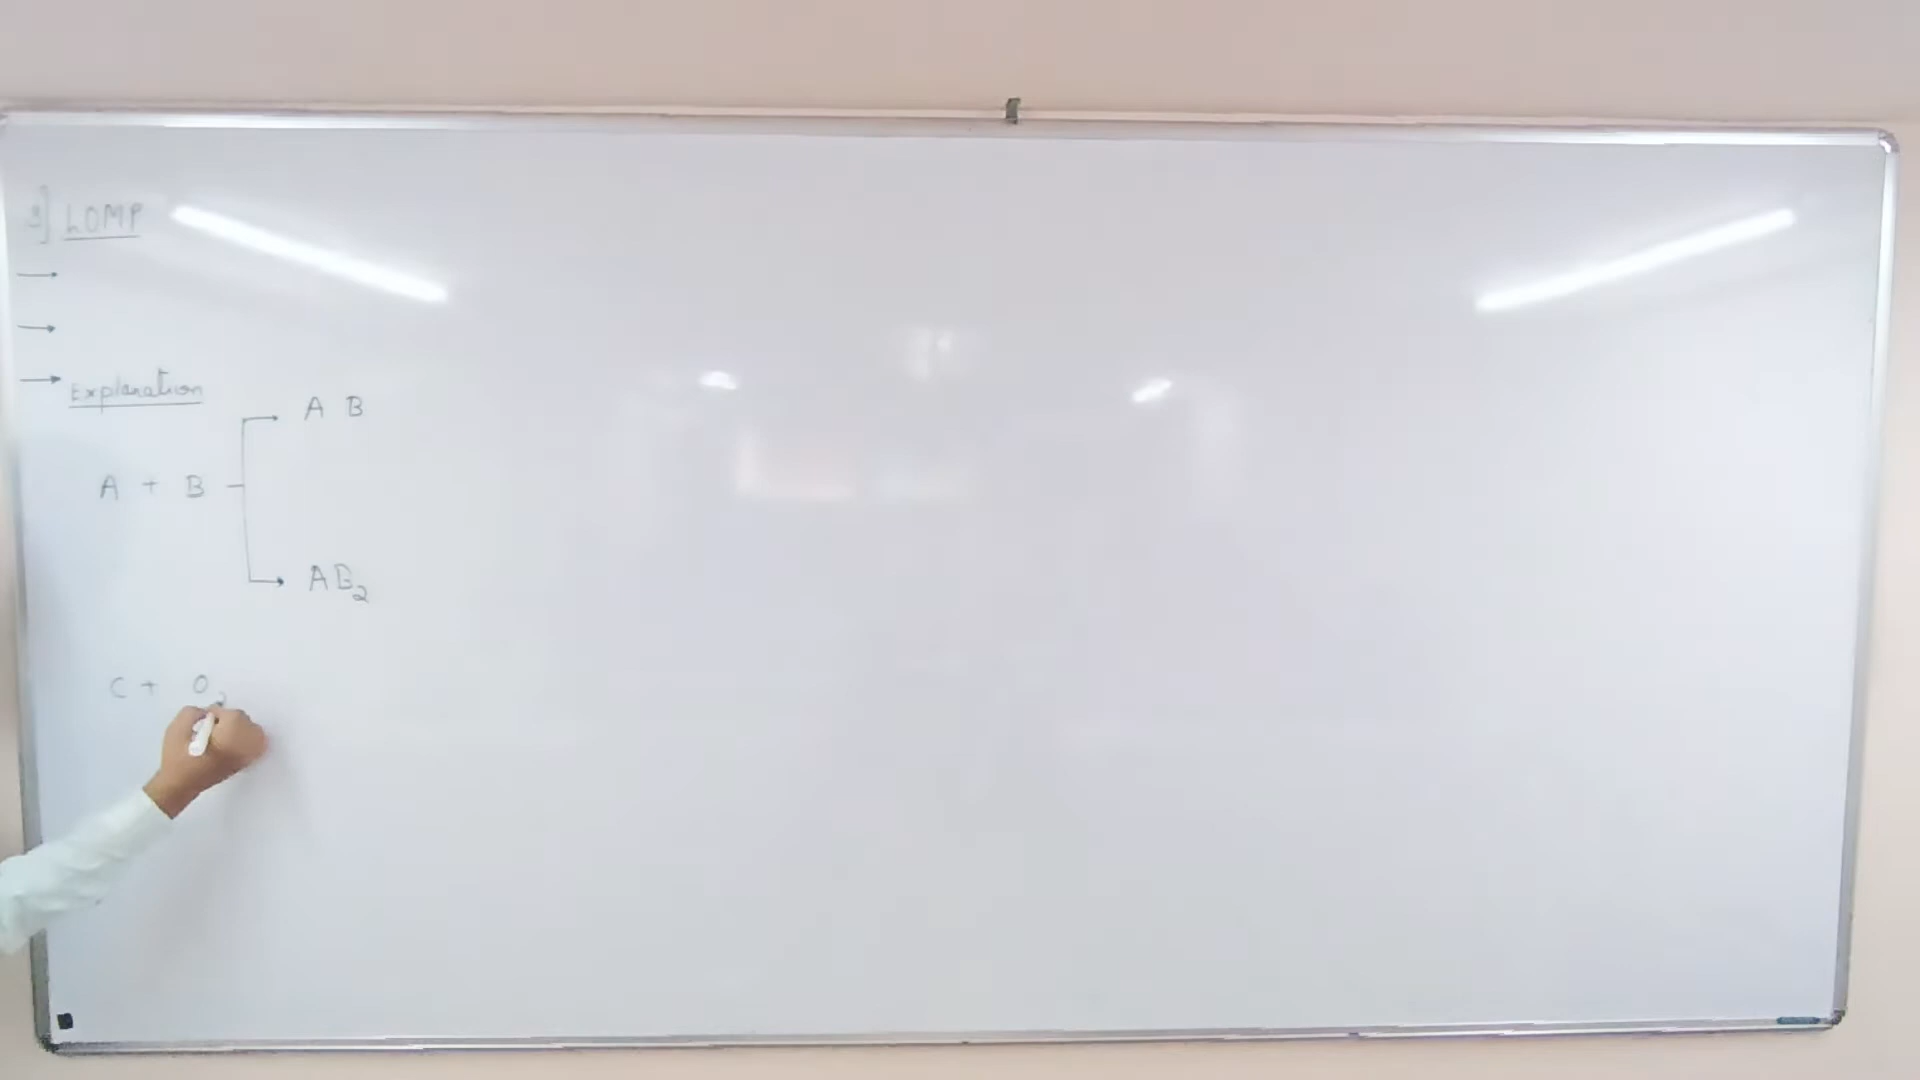 3] LOMP
→
→
→ Explanation
A B
A + B
AB₂
C + O₂